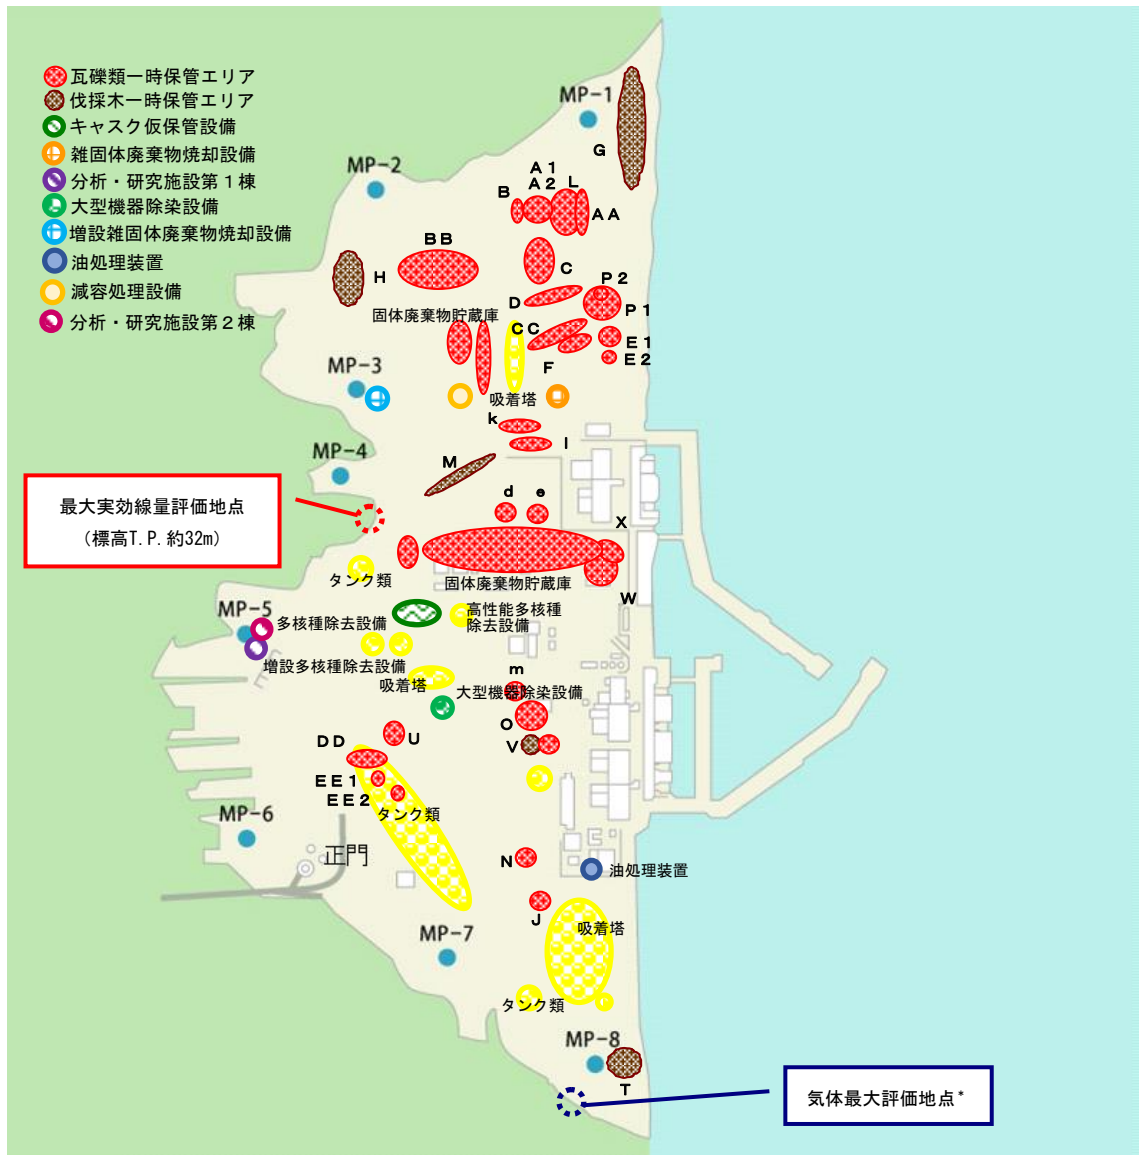 瓦礫類一時保管エリア
伐採木一時保管エリア
キャスク仮保管設備
雑固体廃棄物焼却設備
分析・研究施設第１棟
大型機器除染設備
増設雑固体廃棄物焼却設備
油処理装置
減容処理設備
分析・研究施設第２棟
MP-1
G
MP-2
A1
A2
L
B
AA
BB
H
C
P2
D
P1
固体廃棄物貯蔵庫
CC
E1
E2
MP-3
F
吸着塔
k
l
MP-4
M
d
e
最大実効線量評価地点
（標高T.P.約32m）
X
タンク類
固体廃棄物貯蔵庫
W
MP-5
多核種除去設備
高性能多核種
除去設備
増設多核種除去設備
吸着塔
m
大型機器除染設備
O
DD
U
V
EE1
EE2
タンク類
MP-6
正門
N
油処理装置
J
吸着塔
MP-7
タンク類
MP-8
T
気体最大評価地点*